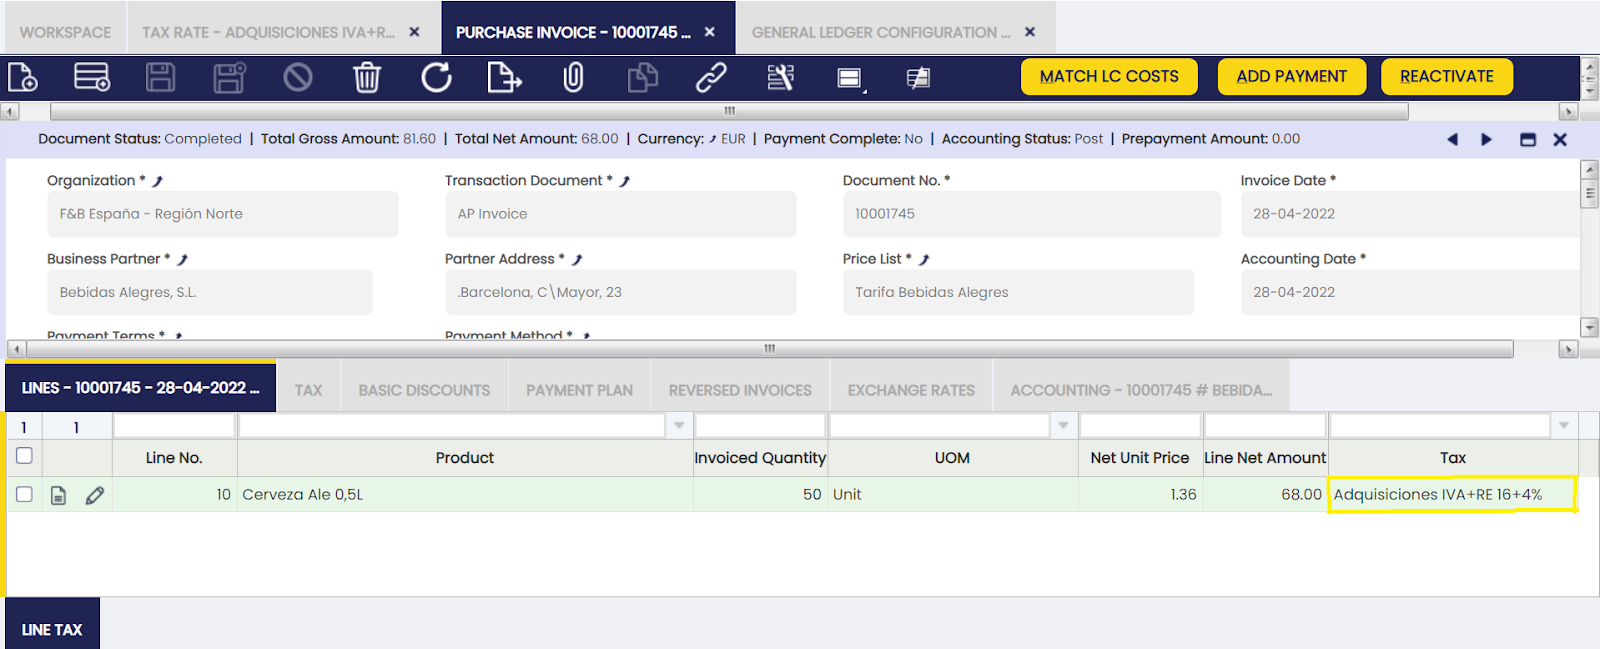 WORKSPACE TAX RATE - ADQUISICIONES IVA+R... × PURCHASE INVOICE - 10001745 ... × GENERAL LEDGER CONFIGURATION ... ×
MATCH LC COSTS ADD PAYMENT REACTIVATE
Document Status: Completed | Total Gross Amount: 81.60 | Total Net Amount: 68.00 | Currency: EUR | Payment Complete: No | Accounting Status: Post | Prepayment Amount: 0.00
Organization * Transaction Document * Document No. * Invoice Date *
F&B España - Región Norte AP Invoice 10001745 28-04-2022
Business Partner * Partner Address * Price List * Accounting Date *
Bebidas Alegres, S.L. .Barcelona, C\Mayor, 23 Tarifa Bebidas Alegres 28-04-2022
Payment Terms * Payment Method *
LINES - 10001745 - 28-04-2022 ... TAX BASIC DISCOUNTS PAYMENT PLAN REVERSED INVOICES EXCHANGE RATES ACCOUNTING - 10001745 # BEBIDA...
1 1
Line No. Product Invoiced Quantity UOM Net Unit Price Line Net Amount Tax
10 Cerveza Ale 0,5L 50 Unit 1.36 68.00 Adquisiciones IVA+RE 16+4%
LINE TAX